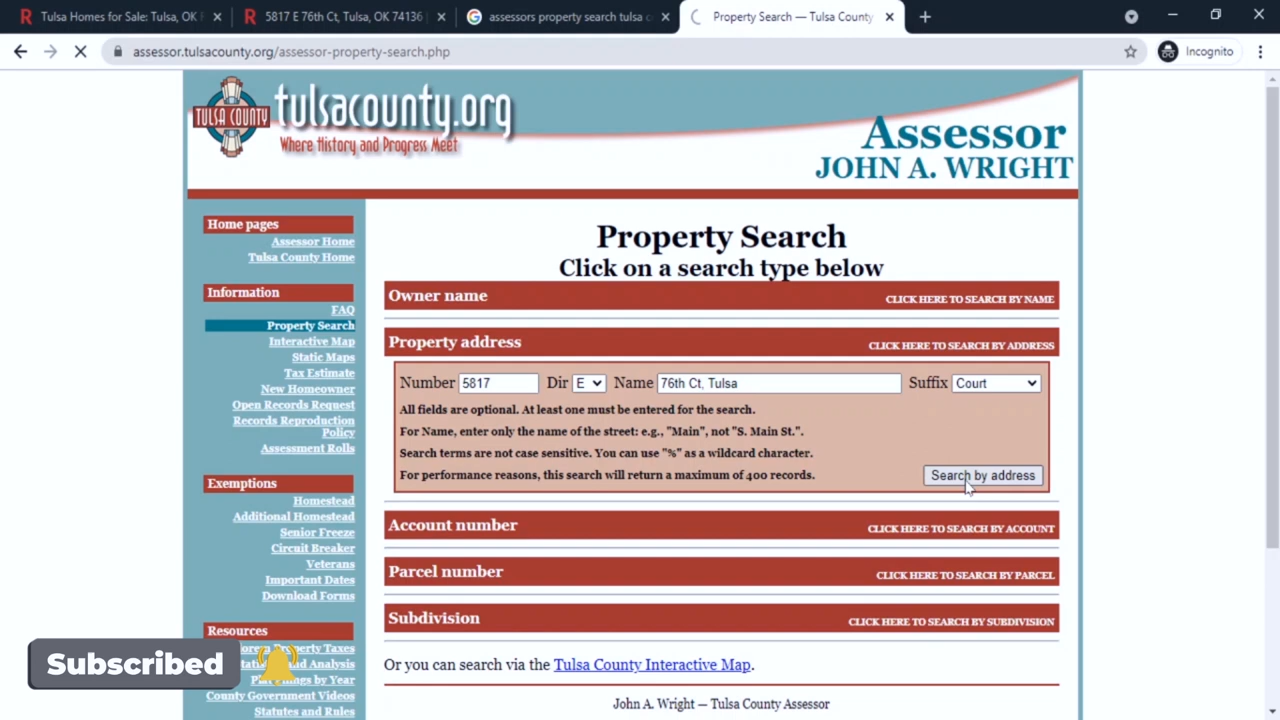 Tulsa Homes for Sale: Tulsa, OK
5817 E 76th Ct, Tulsa, OK 74136
assessors property search tulsa c
Property Search — Tulsa County
assessor.tulsacounty.org/assessor-property-search.php
Incognito
TULSA COUNTY
tulsacounty.org
Where History and Progress Meet
Assessor
JOHN A. WRIGHT
Home pages
Assessor Home
Tulsa County Home
Information
FAQ
Property Search
Interactive Map
Static Maps
Tax Estimate
New Homeowner
Open Records Request
Records Reproduction
Policy
Assessment Rolls
Exemptions
Homestead
Additional Homestead
Senior Freeze
Circuit Breaker
Veterans
Important Dates
Download Forms
Resources
Property Taxes
Analysis
by Year
County Government Videos
Statutes and Rules
Property Search
Click on a search type below
Owner name CLICK HERE TO SEARCH BY NAME
Property address CLICK HERE TO SEARCH BY ADDRESS
Number 5817 Dir E Name 76th Ct, Tulsa Suffix Court
All fields are optional. At least one must be entered for the search.
For Name, enter only the name of the street: e.g., "Main", not "S. Main St.".
Search terms are not case sensitive. You can use "%" as a wildcard character.
For performance reasons, this search will return a maximum of 400 records.
Search by address
Account number CLICK HERE TO SEARCH BY ACCOUNT
Parcel number CLICK HERE TO SEARCH BY PARCEL
Subdivision CLICK HERE TO SEARCH BY SUBDIVISION
Or you can search via the Tulsa County Interactive Map.
John A. Wright — Tulsa County Assessor
Subscribed